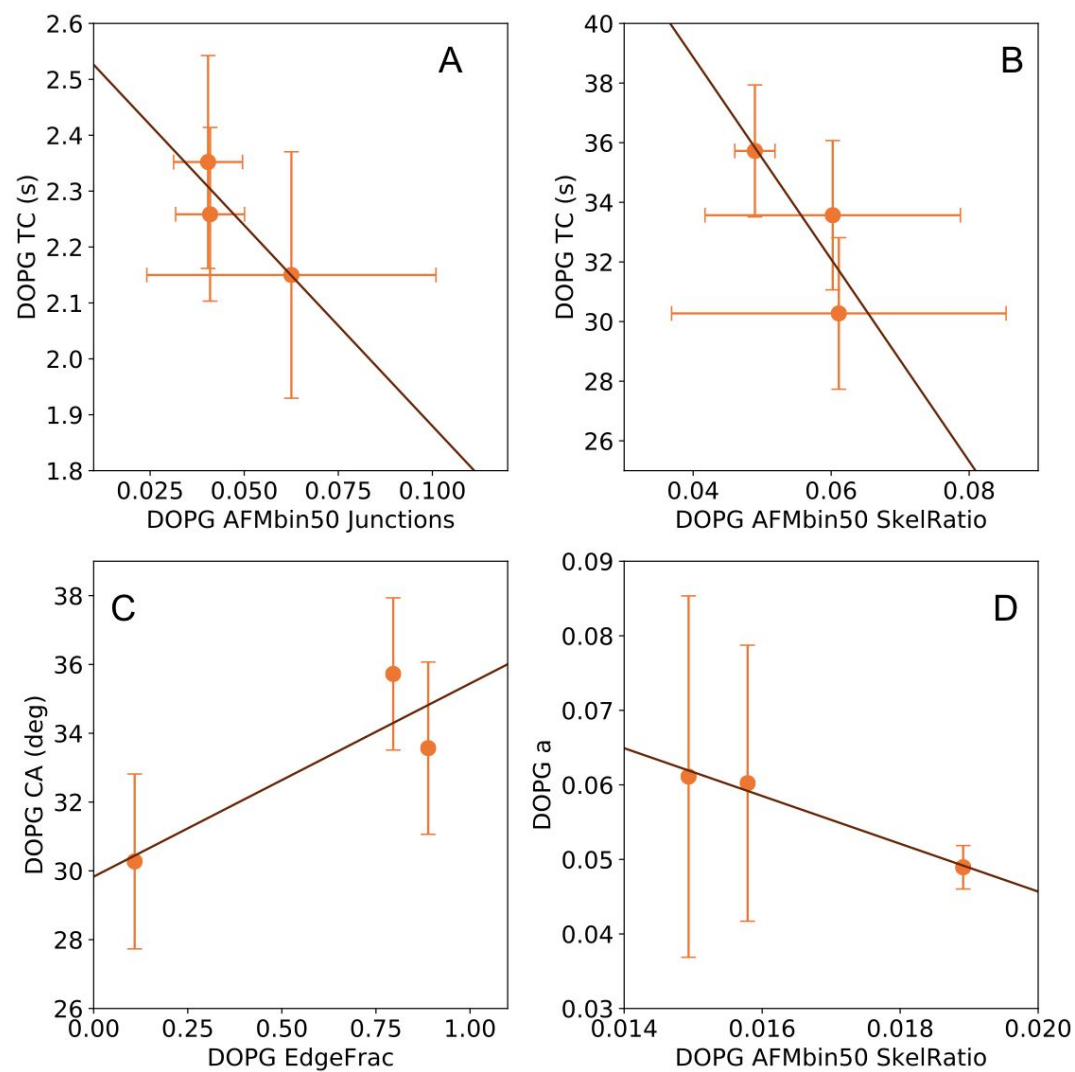 2.6
2.5
2.4
2.3
2.2
2.1
2.0
1.9
1.8
DOPG TC (s)
A
0.025 0.050 0.075 0.100
DOPG AFMbin50 Junctions
40
38
36
34
32
30
28
26
DOPG TC (s)
B
0.04 0.06 0.08
DOPG AFMbin50 SkelRatio
38
36
34
32
30
28
26
DOPG CA (deg)
C
0.00 0.25 0.50 0.75 1.00
DOPG EdgeFrac
0.09
0.08
0.07
0.06
0.05
0.04
0.03
DOPG a
D
0.014 0.016 0.018 0.020
DOPG AFMbin50 SkelRatio